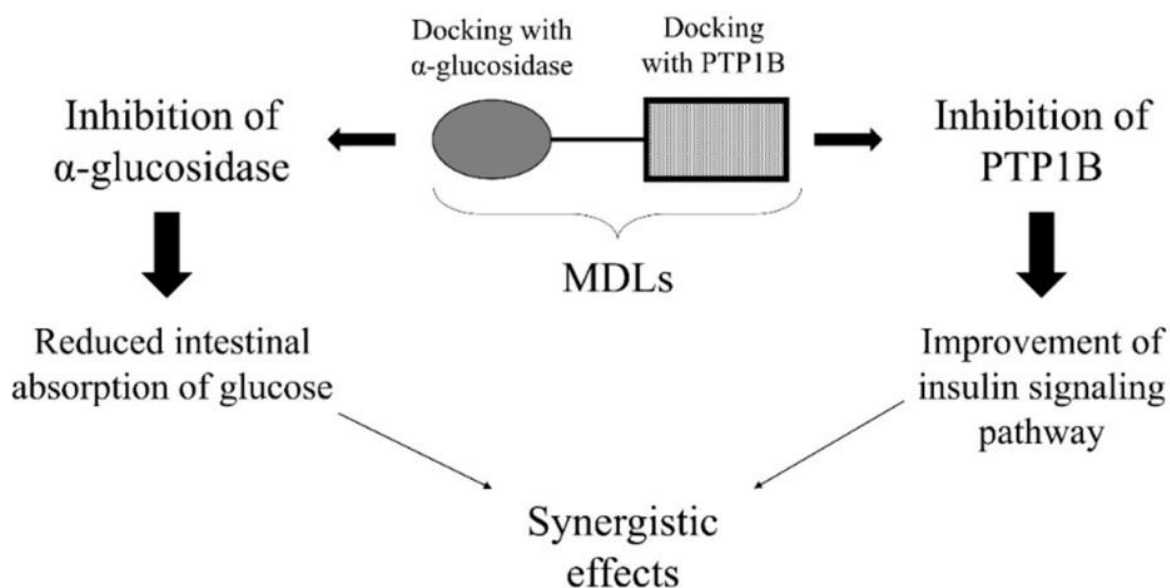 Docking with
α-glucosidase
Docking
with PTP1B
Inhibition of
α-glucosidase
Inhibition of
PTP1B
MDLs
Reduced intestinal
absorption of glucose
Improvement of
insulin signaling
pathway
Synergistic
effects